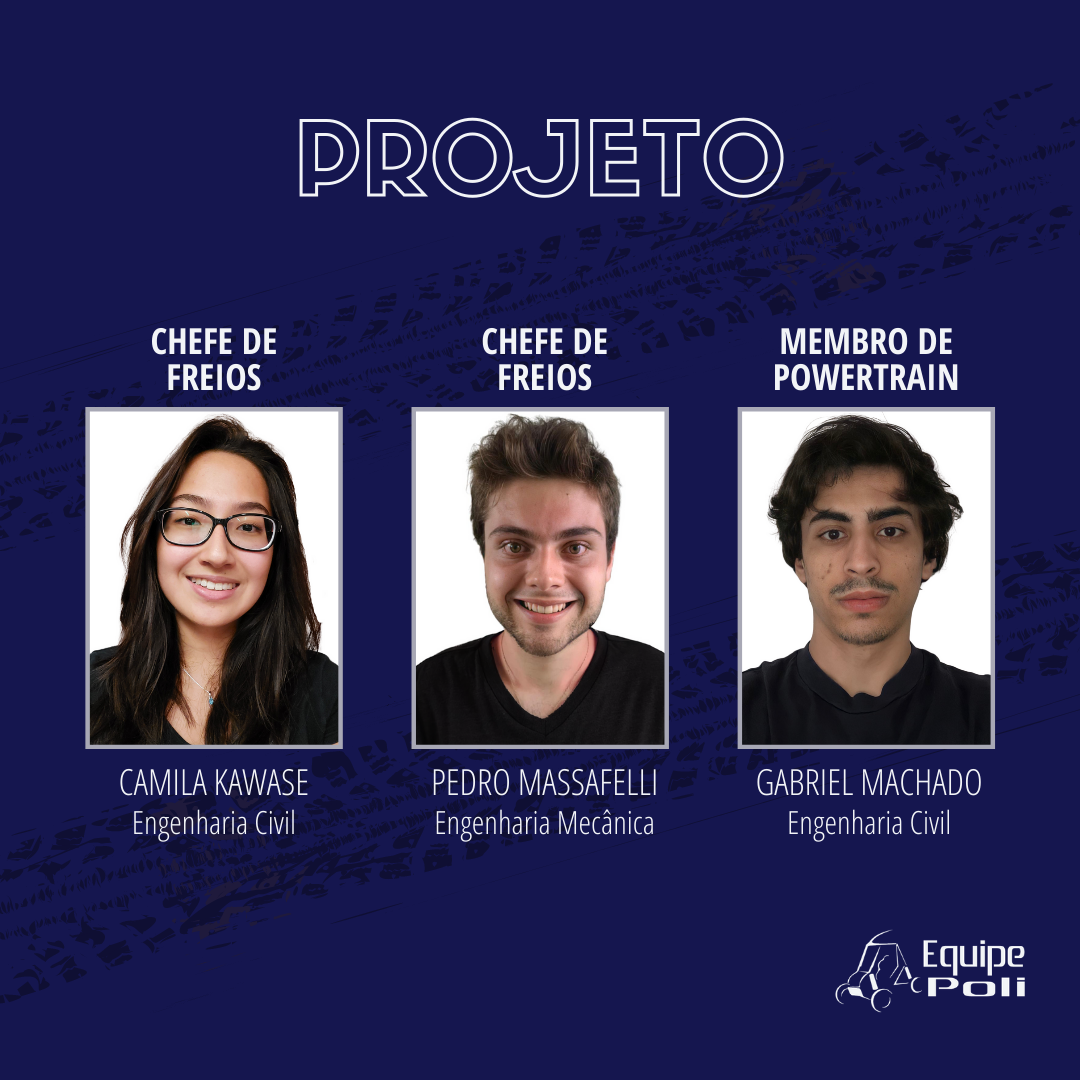 PROJETO
CHEFE DE
FREIOS
CHEFE DE
FREIOS
MEMBRO DE
POWERTRAIN
CAMILA KAWASE
Engenharia Civil
PEDRO MASSAFELLI
Engenharia Mecânica
GABRIEL MACHADO
Engenharia Civil
Equipe
Poli